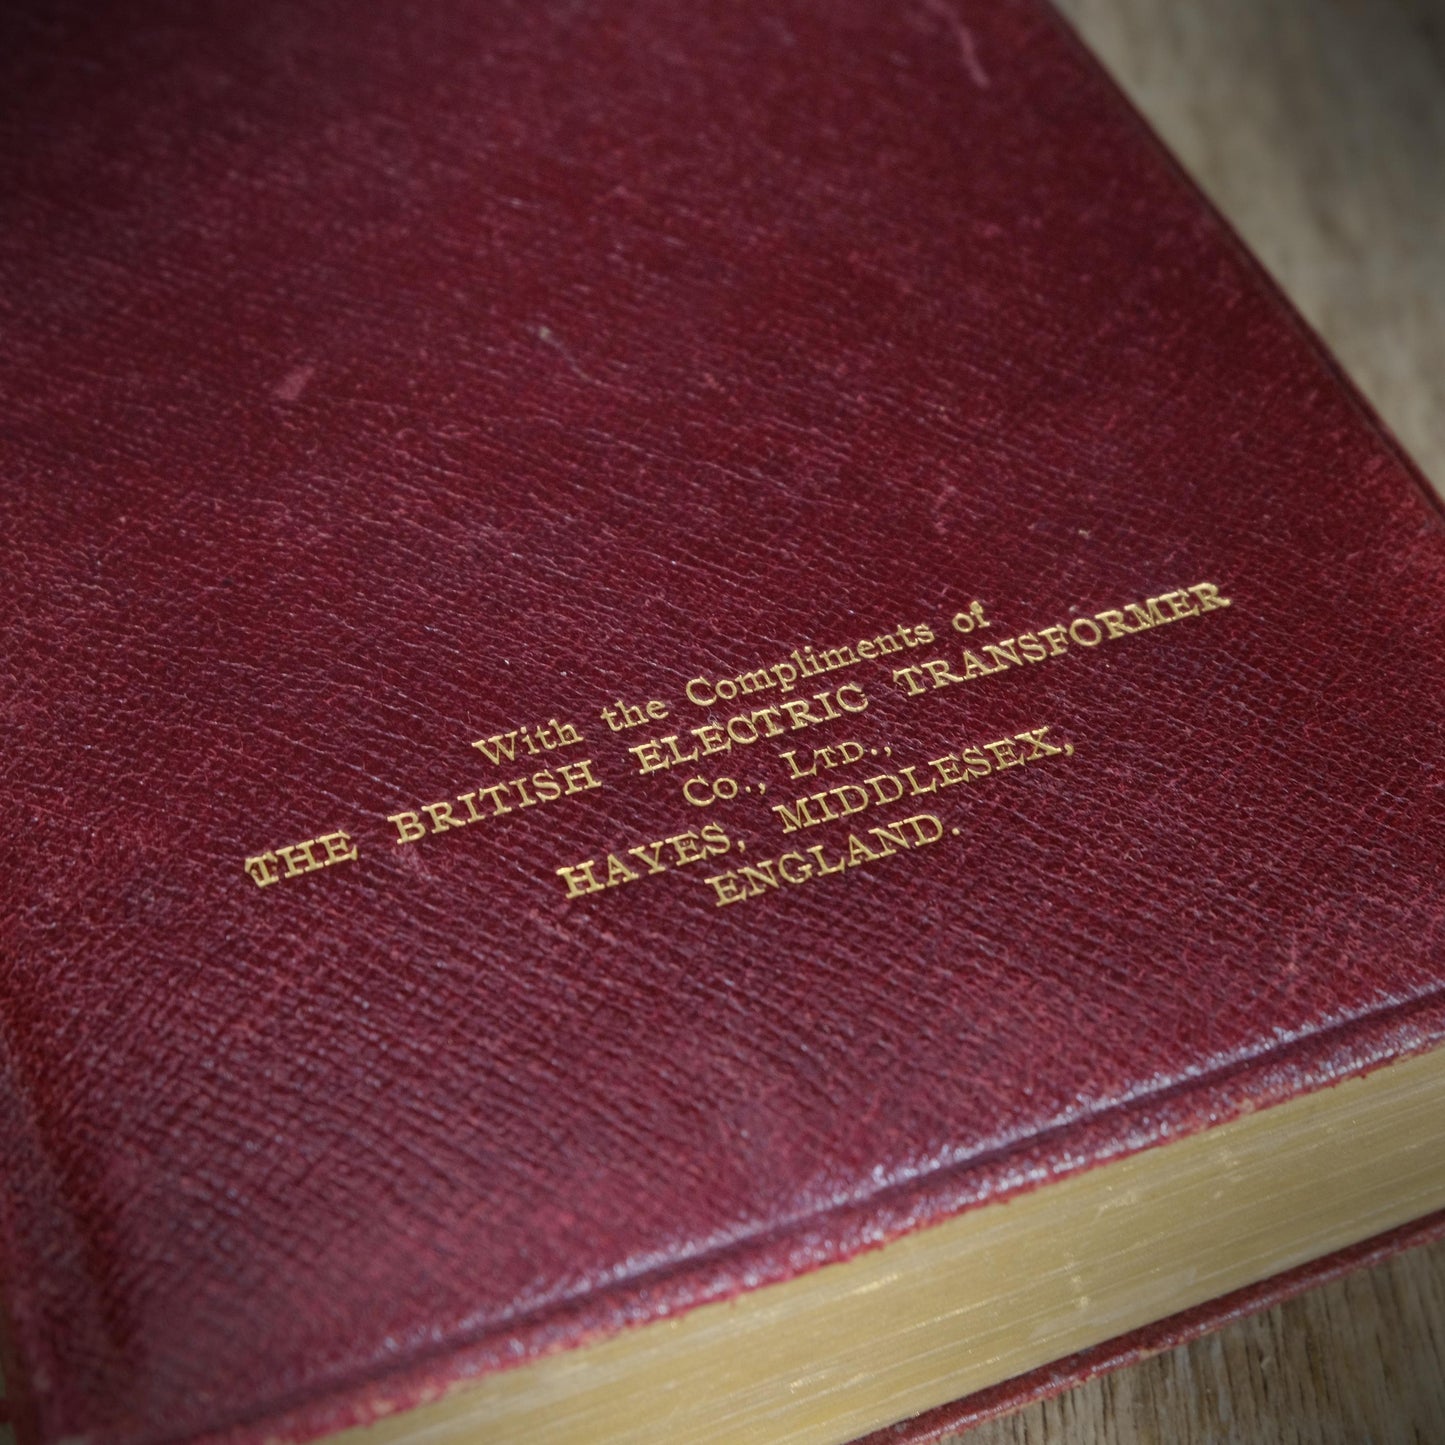 With the Compliments of
THE BRITISH ELECTRIC TRANSFORMER
Co., LTD.,
HAYES, MIDDLESEX,
ENGLAND.